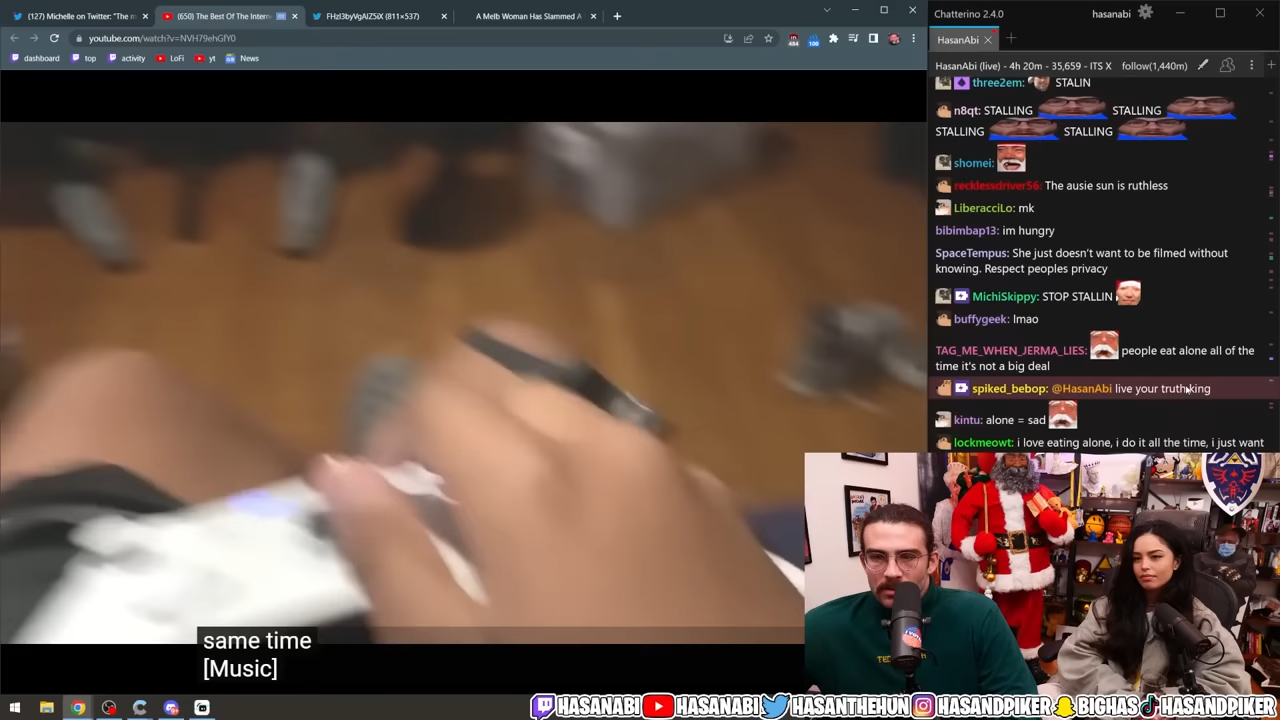 (127) Michelle on Twitter: "The m
(650) The Best Of The Intern
FHzI3byVgAIZSiX (811×537)
A Melb Woman Has Slammed A
youtube.com/watch?v=NVH79ehGfY0
dashboard
top
activity
LoFi
yt
News
Chatterino 2.4.0
hasanabi
HasanAbi
HasanAbi (live) - 4h 20m - 35,659 - ITS X
follow(1,440m)
three2em: STALIN
n8qt: STALLING STALLING
STALLING STALLING
shomei:
recklessdriver56: The ausie sun is ruthless
LiberacciLo: mk
bibimbap13: im hungry
SpaceTempus: She just doesn't want to be filmed without
knowing. Respect peoples privacy
MichiSkippy: STOP STALLIN
buffygeek: lmao
TAG_ME_WHEN_JERMA_LIES: people eat alone all of the
time it's not a big deal
spiked_bebop: @HasanAbi live your truth king
kintu: alone = sad
lockmeowt: i love eating alone, i do it all the time, i just want
same time
[Music]
HASANABI HASANABI HASANTHEHUN HASANDPIKER BIGHAS HASANDPIKER